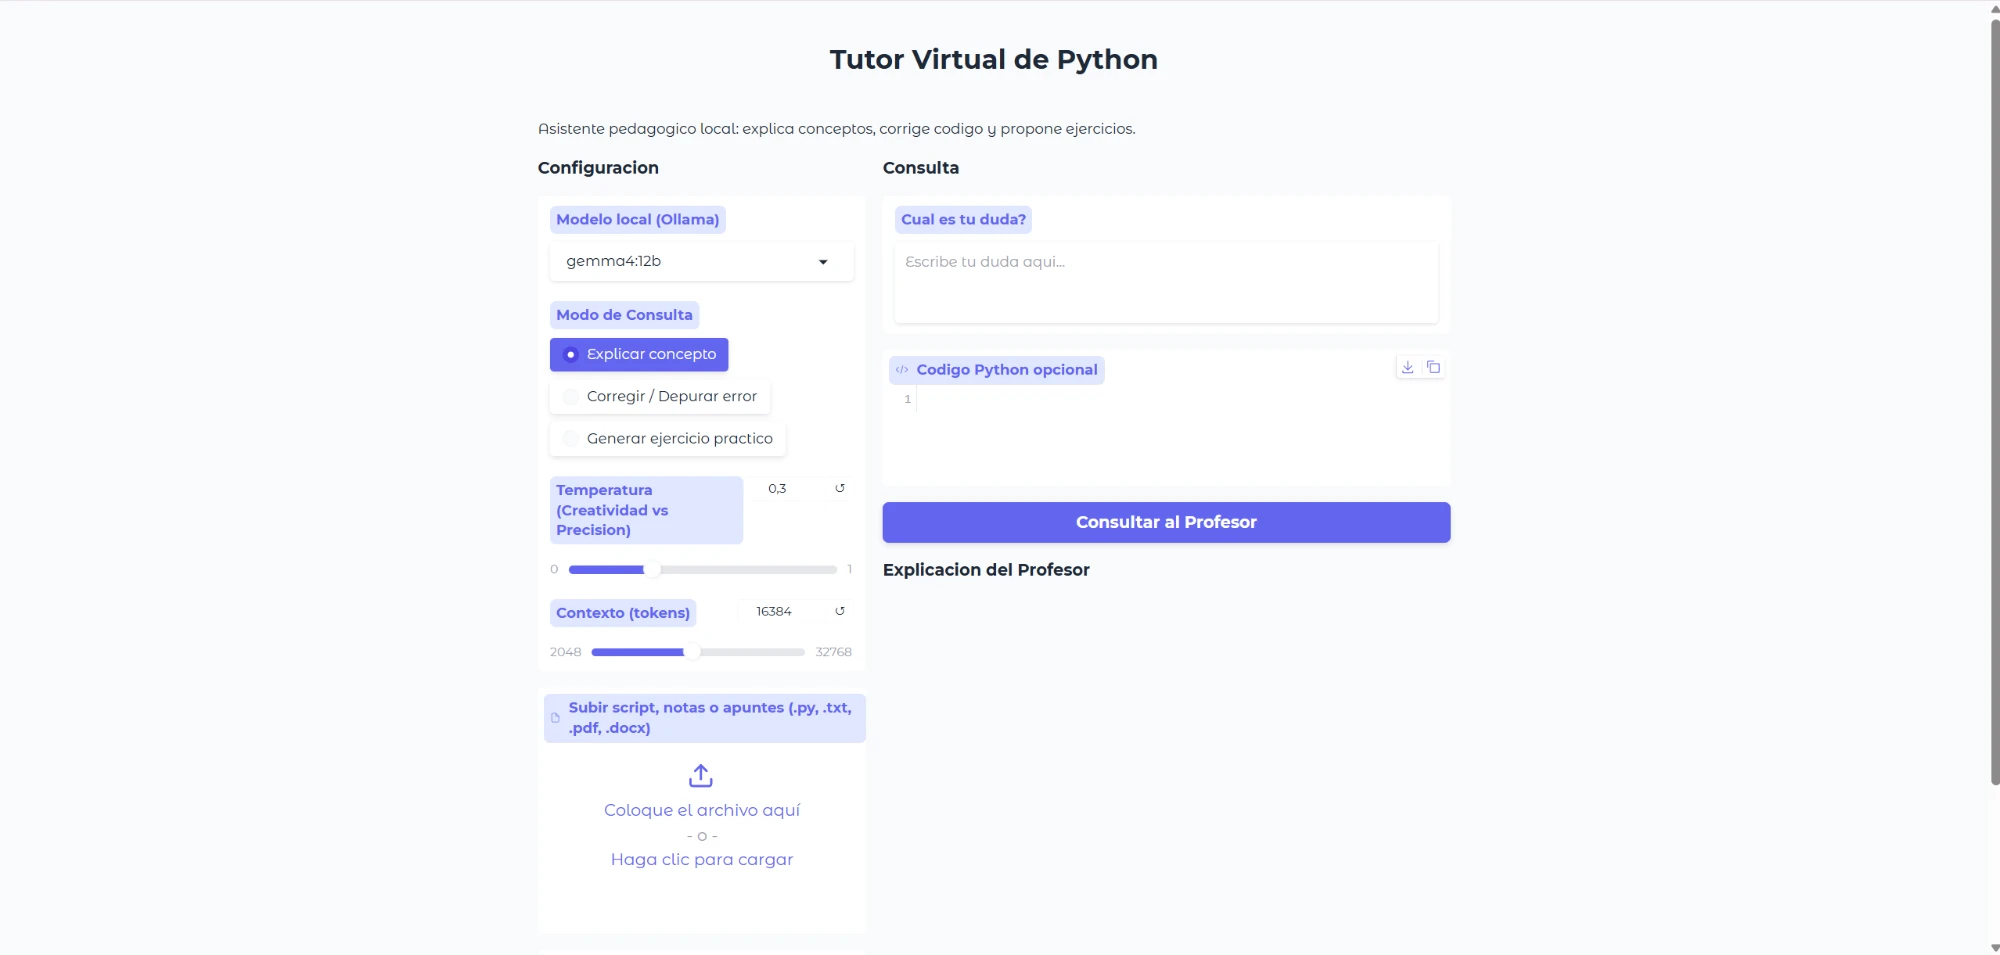 Tutor Virtual de Python
Asistente pedagogico local: explica conceptos, corrige codigo y propone ejercicios.
Configuracion
Modelo local (Ollama)
gemma4:12b
Modo de Consulta
Explicar concepto
Corregir / Depurar error
Generar ejercicio practico
Temperatura
(Creatividad vs
Precision)
0,3
0
1
Contexto (tokens)
16384
2048
32768
Subir script, notas o apuntes (.py, .txt,
.pdf, .docx)
Coloque el archivo aquí
- o -
Haga clic para cargar
Consulta
Cual es tu duda?
Escribe tu duda aqui...
Codigo Python opcional
1
Consultar al Profesor
Explicacion del Profesor